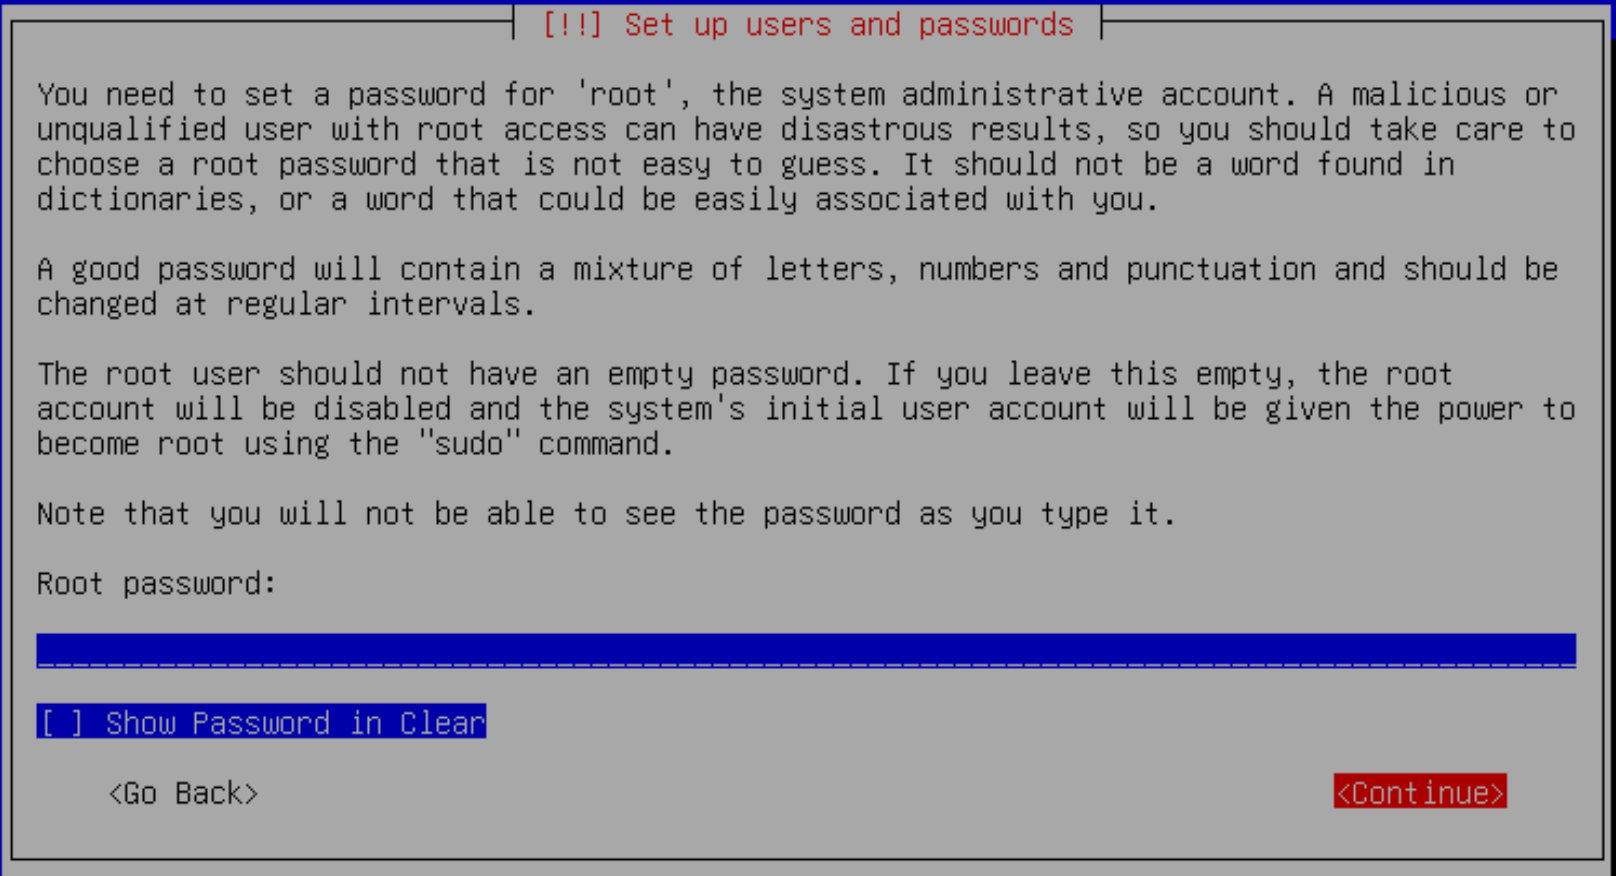 [!!] Set up users and passwords
You need to set a password for 'root', the system administrative account. A malicious or
unqualified user with root access can have disastrous results, so you should take care to
choose a root password that is not easy to guess. It should not be a word found in
dictionaries, or a word that could be easily associated with you.
A good password will contain a mixture of letters, numbers and punctuation and should be
changed at regular intervals.
The root user should not have an empty password. If you leave this empty, the root
account will be disabled and the system's initial user account will be given the power to
become root using the "sudo" command.
Note that you will not be able to see the password as you type it.
Root password:
[ ] Show Password in Clear
<Go Back> <Continue>